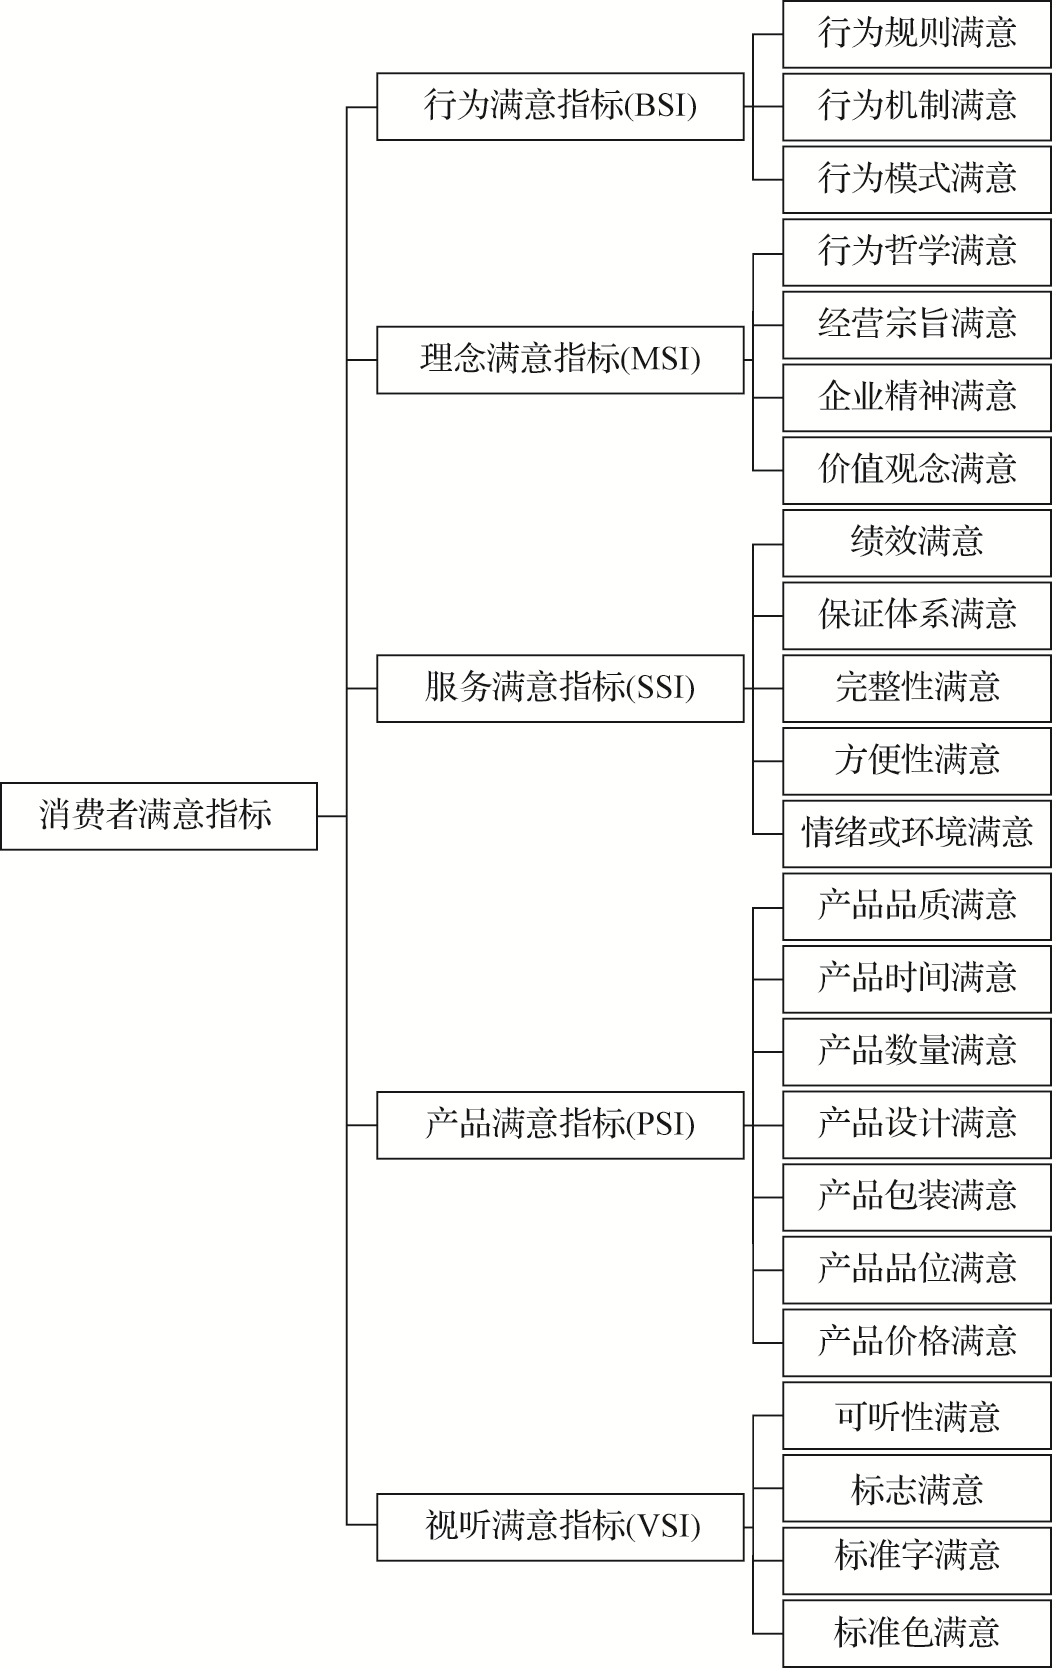 消费者满意指标
行为满意指标(BSI)
行为规则满意
行为机制满意
行为模式满意
理念满意指标(MSI)
行为哲学满意
经营宗旨满意
企业精神满意
价值观念满意
服务满意指标(SSI)
绩效满意
保证体系满意
完整性满意
方便性满意
情绪或环境满意
产品满意指标(PSI)
产品品质满意
产品时间满意
产品数量满意
产品设计满意
产品包装满意
产品品位满意
产品价格满意
视听满意指标(VSI)
可听性满意
标志满意
标准字满意
标准色满意